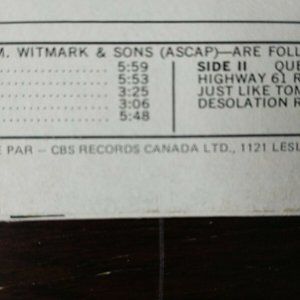 M. WITMARK & SONS (ASCAP)—ARE FOLL
5:59 SIDE II QUE
5:53 HIGHWAY 61 R
3:25 JUST LIKE TOM
3:06 DESOLATION R
5:48
E PAR – CBS RECORDS CANADA LTD., 1121 LESL